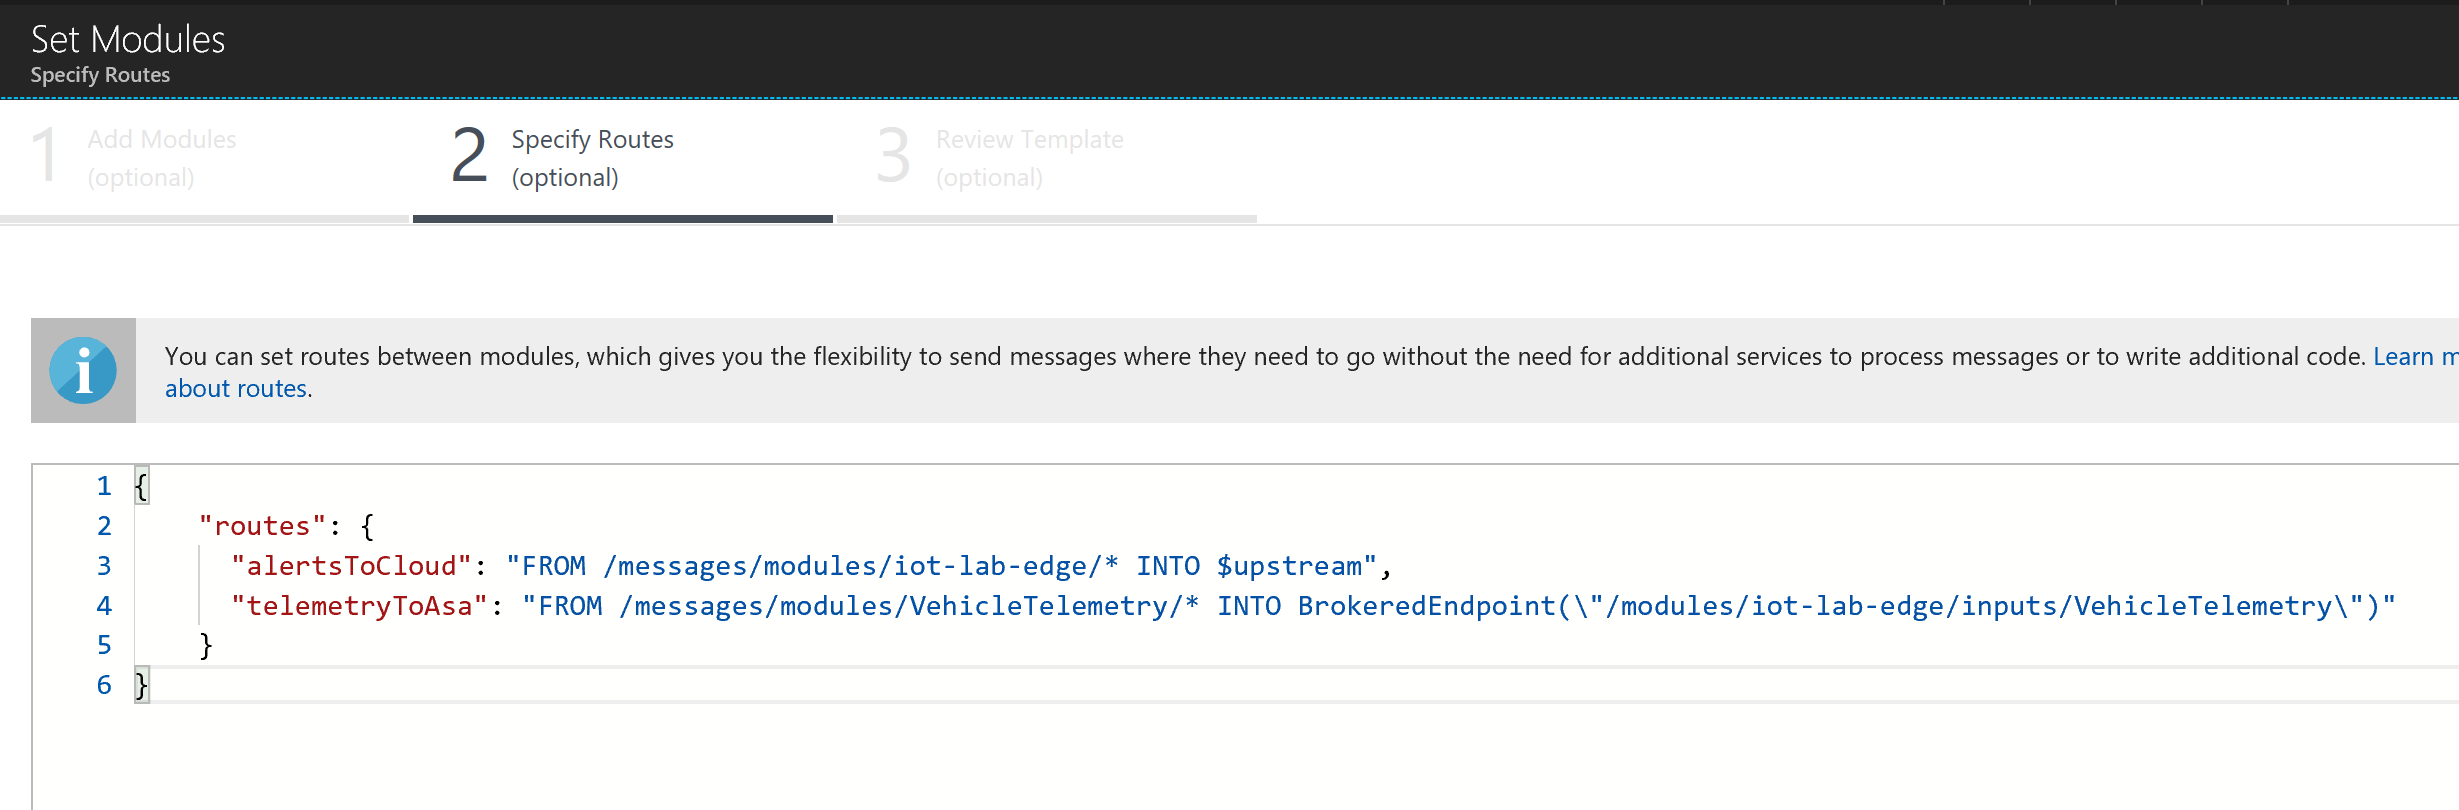 Set Modules
Specify Routes
1 Add Modules
(optional)
2 Specify Routes
(optional)
3 Review Template
(optional)
You can set routes between modules, which gives you the flexibility to send messages where they need to go without the need for additional services to process messages or to write additional code. Learn
about routes.
1 {
2     "routes": {
3       "alertsToCloud": "FROM /messages/modules/iot-lab-edge/* INTO $upstream",
4       "telemetryToAsa": "FROM /messages/modules/VehicleTelemetry/* INTO BrokeredEndpoint(\"/modules/iot-lab-edge/inputs/VehicleTelemetry\")"
5     }
6 }